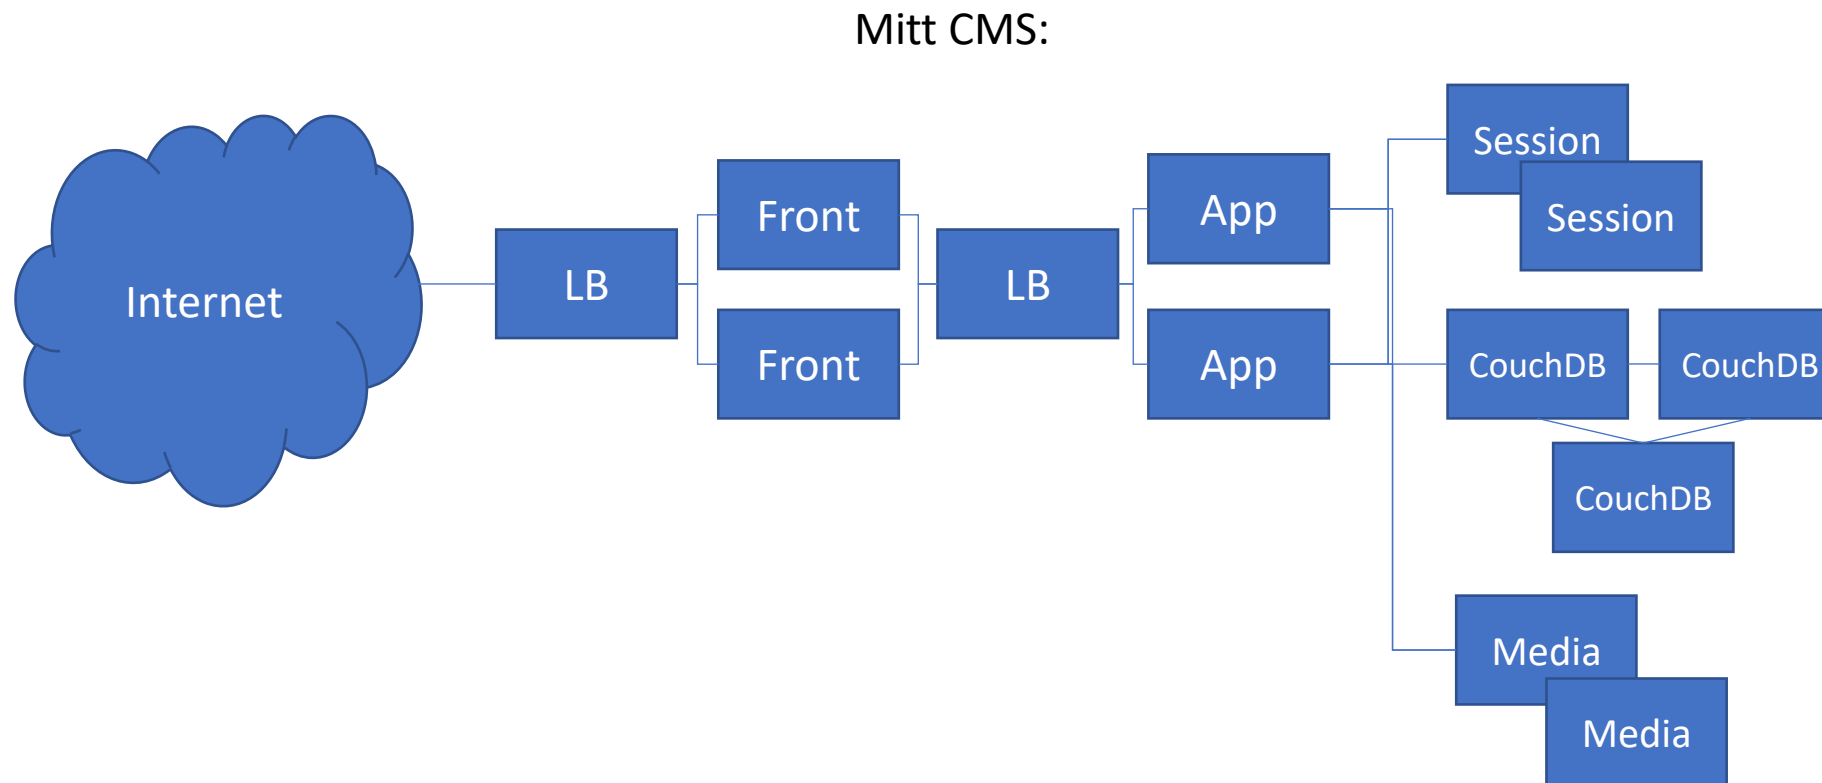 Mitt CMS:
Internet
LB
Front
Front
LB
App
App
Session
Session
CouchDB
CouchDB
CouchDB
Media
Media